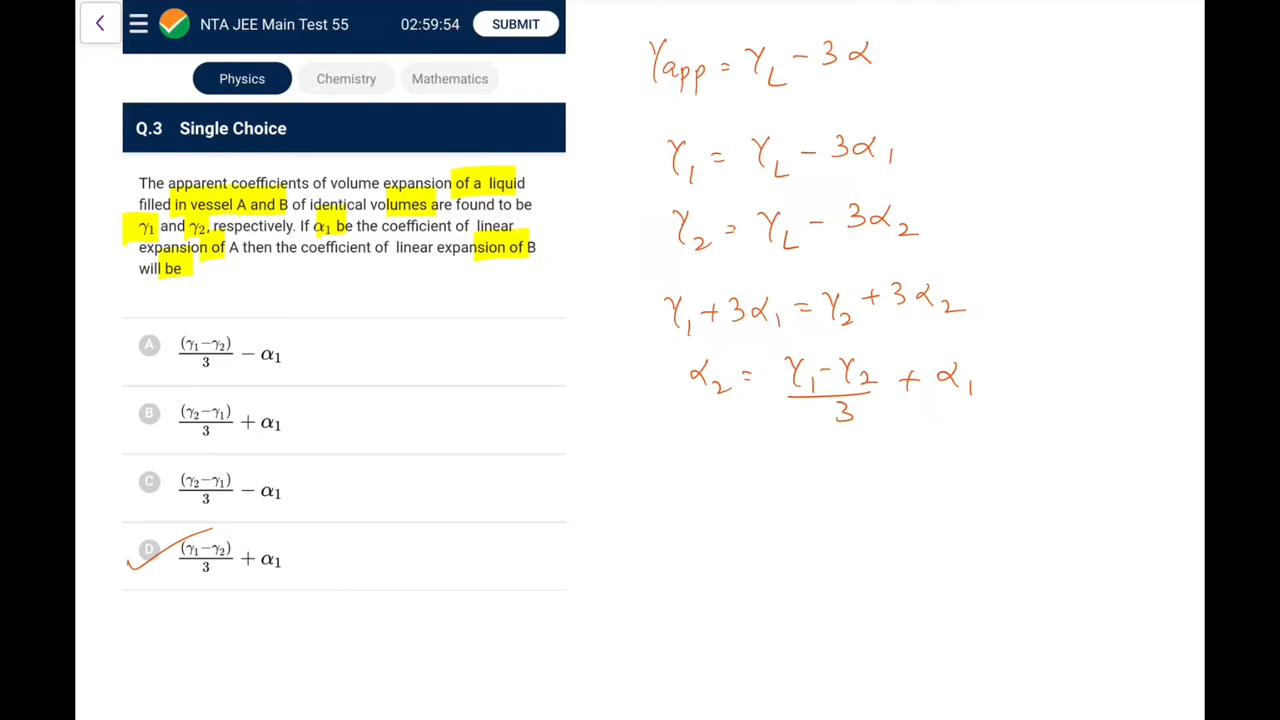 NTA JEE Main Test 55 02:59:54 SUBMIT
Physics Chemistry Mathematics
Q.3 Single Choice
The apparent coefficients of volume expansion of a liquid
filled in vessel A and B of identical volumes are found to be
γ₁ and γ₂, respectively. If α₁ be the coefficient of linear
expansion of A then the coefficient of linear expansion of B
will be
A (γ₁−γ₂)/3 − α₁
B (γ₂−γ₁)/3 + α₁
C (γ₂−γ₁)/3 − α₁
D (γ₁−γ₂)/3 + α₁
γapp = γL − 3α
γ₁ = γL − 3α₁
γ₂ = γL − 3α₂
γ₁ + 3α₁ = γ₂ + 3α₂
α₂ = (γ₁−γ₂)/3 + α₁